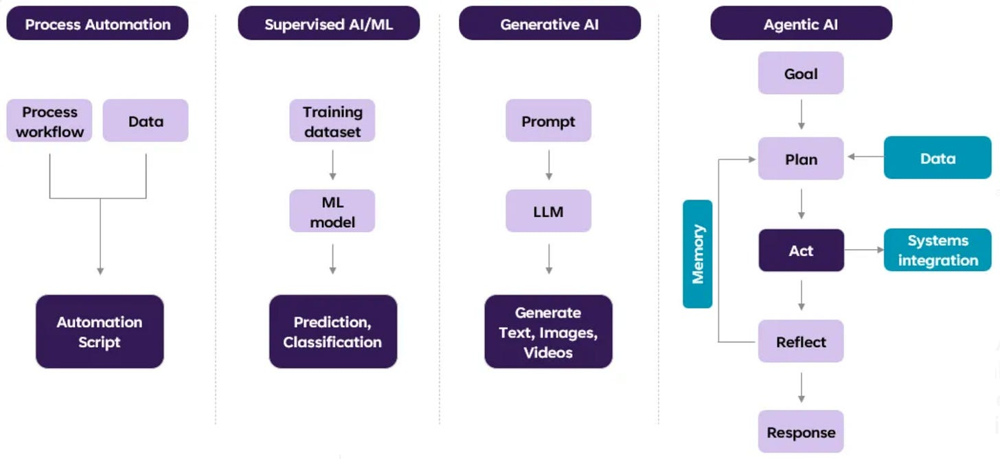 Process Automation
Supervised AI/ML
Generative AI
Agentic AI
Process
workflow
Data
Automation
Script
Training
dataset
ML
model
Prediction,
Classification
Prompt
LLM
Generate
Text, Images,
Videos
Goal
Plan
Data
Memory
Act
Systems
integration
Reflect
Response